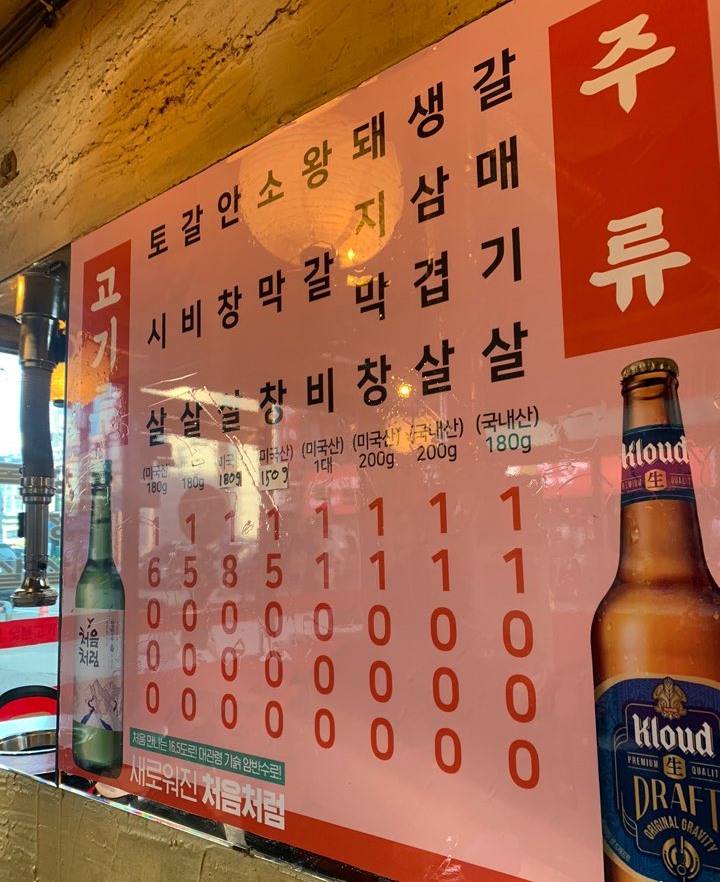 고기
토시살
(미국산)
180g
16000
갈비살
180g
15000
안창살
180g
18000
소막창
(미국산)
150g
15000
왕갈비
(미국산)
1대
11000
돼지막창
(미국산)
200g
11000
생삼겹살
(국내산)
200g
11000
갈매기살
(국내산)
180g
11000
주류
처음처럼
처음 만나는 16.5도로! 대관령 기슭 암반수로!
새로워진 처음처럼
Kloud
PREMIUM 生 QUALITY
Kloud
PREMIUM 生 QUALITY
DRAFT
ORIGINAL GRAVITY